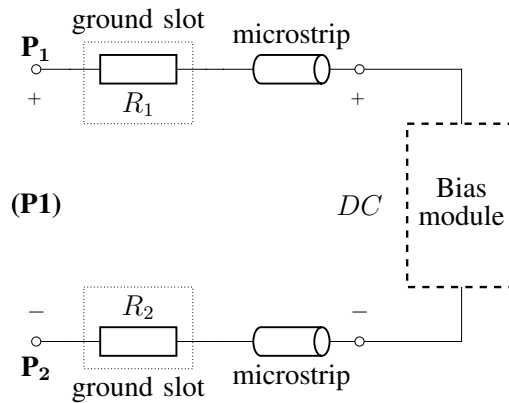 ground slot
microstrip
P₁
R₁
+
+
(P1)
DC
Bias
module
−
−
R₂
P₂
ground slot
microstrip